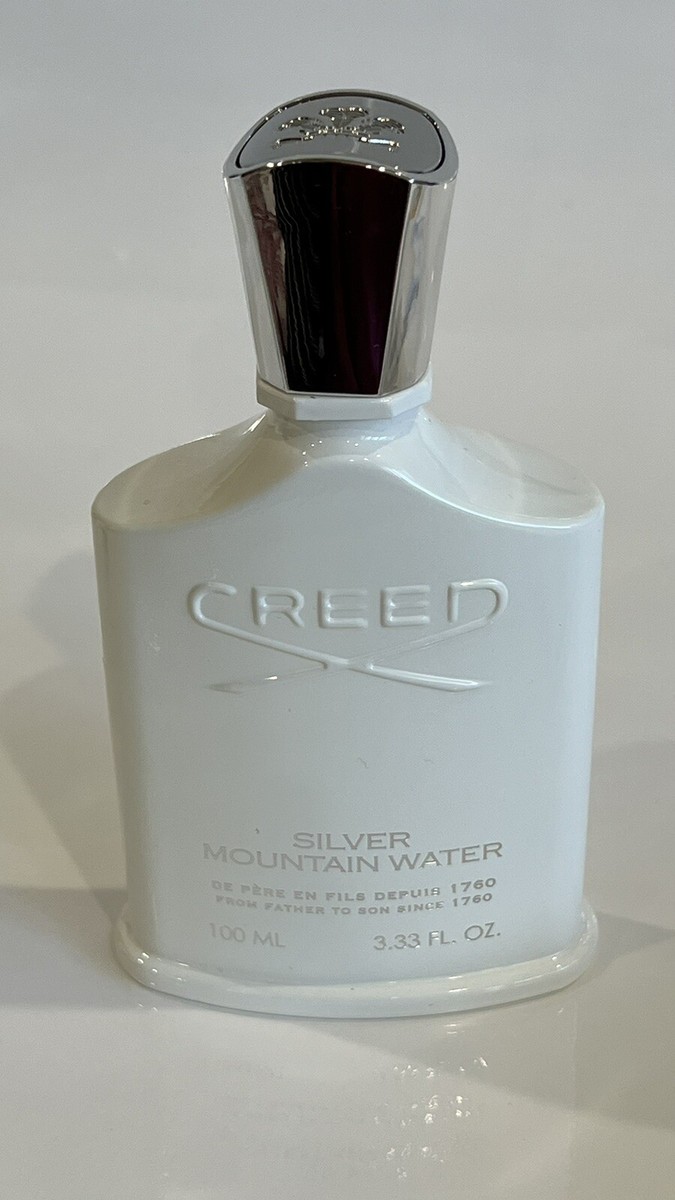 CREED
SILVER
MOUNTAIN WATER
DE PÈRE EN FILS DEPUIS 1760
FROM FATHER TO SON SINCE 1760
100 ML 3.33 FL. OZ.